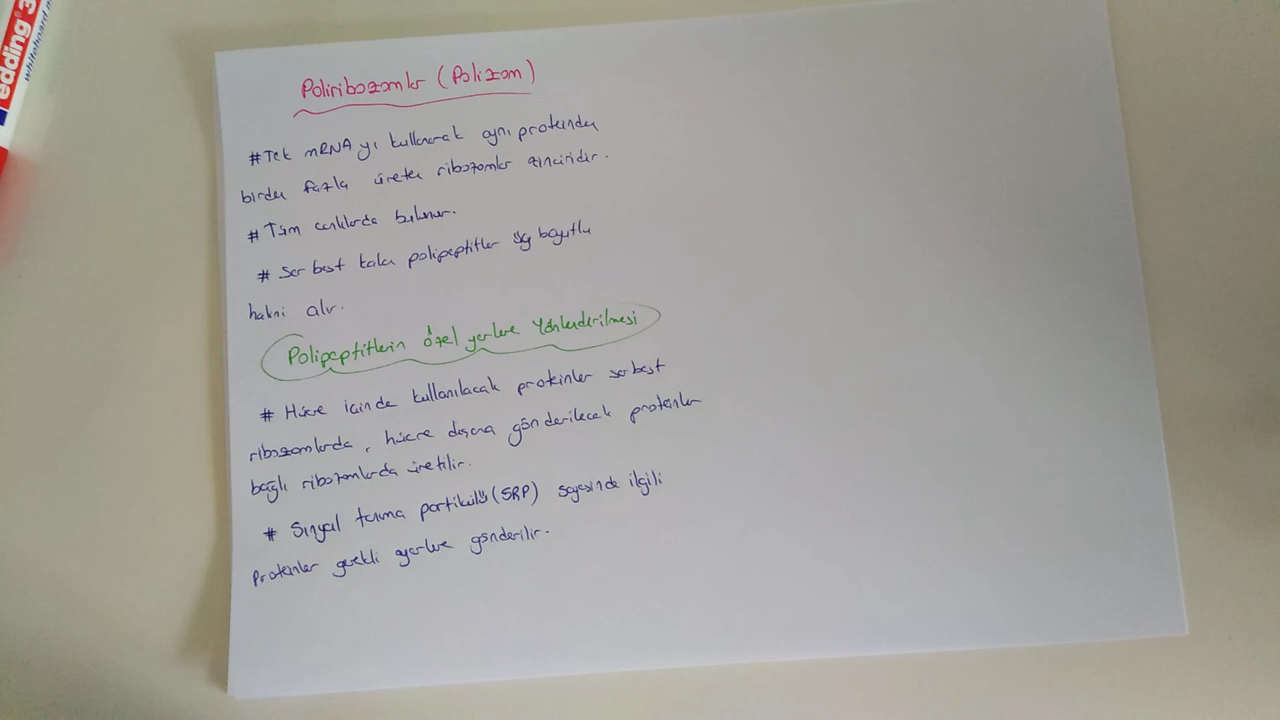 edding 3
whiteboard m
Poliribozomlar (Polizom)
#Tek mRNA yı kullanarak aynı proteinden
birden fazla üreten ribozomlar zinciridir.
# Tüm canlılarda bulunur.
# Serbest kalan polipeptitler üç boyutlu
halini alır.
Polipeptitlerin özel yerlere Yönlendirilmesi
# Hücre içinde kullanılacak proteinler serbest
ribozomlarda, hücre dışına gönderilecek proteinler
bağlı ribozomlarda üretilir.
# Sinyal tanıma partikülü (SRP) sayesinde ilgili
Proteinler gerekli yerlere gönderilir.